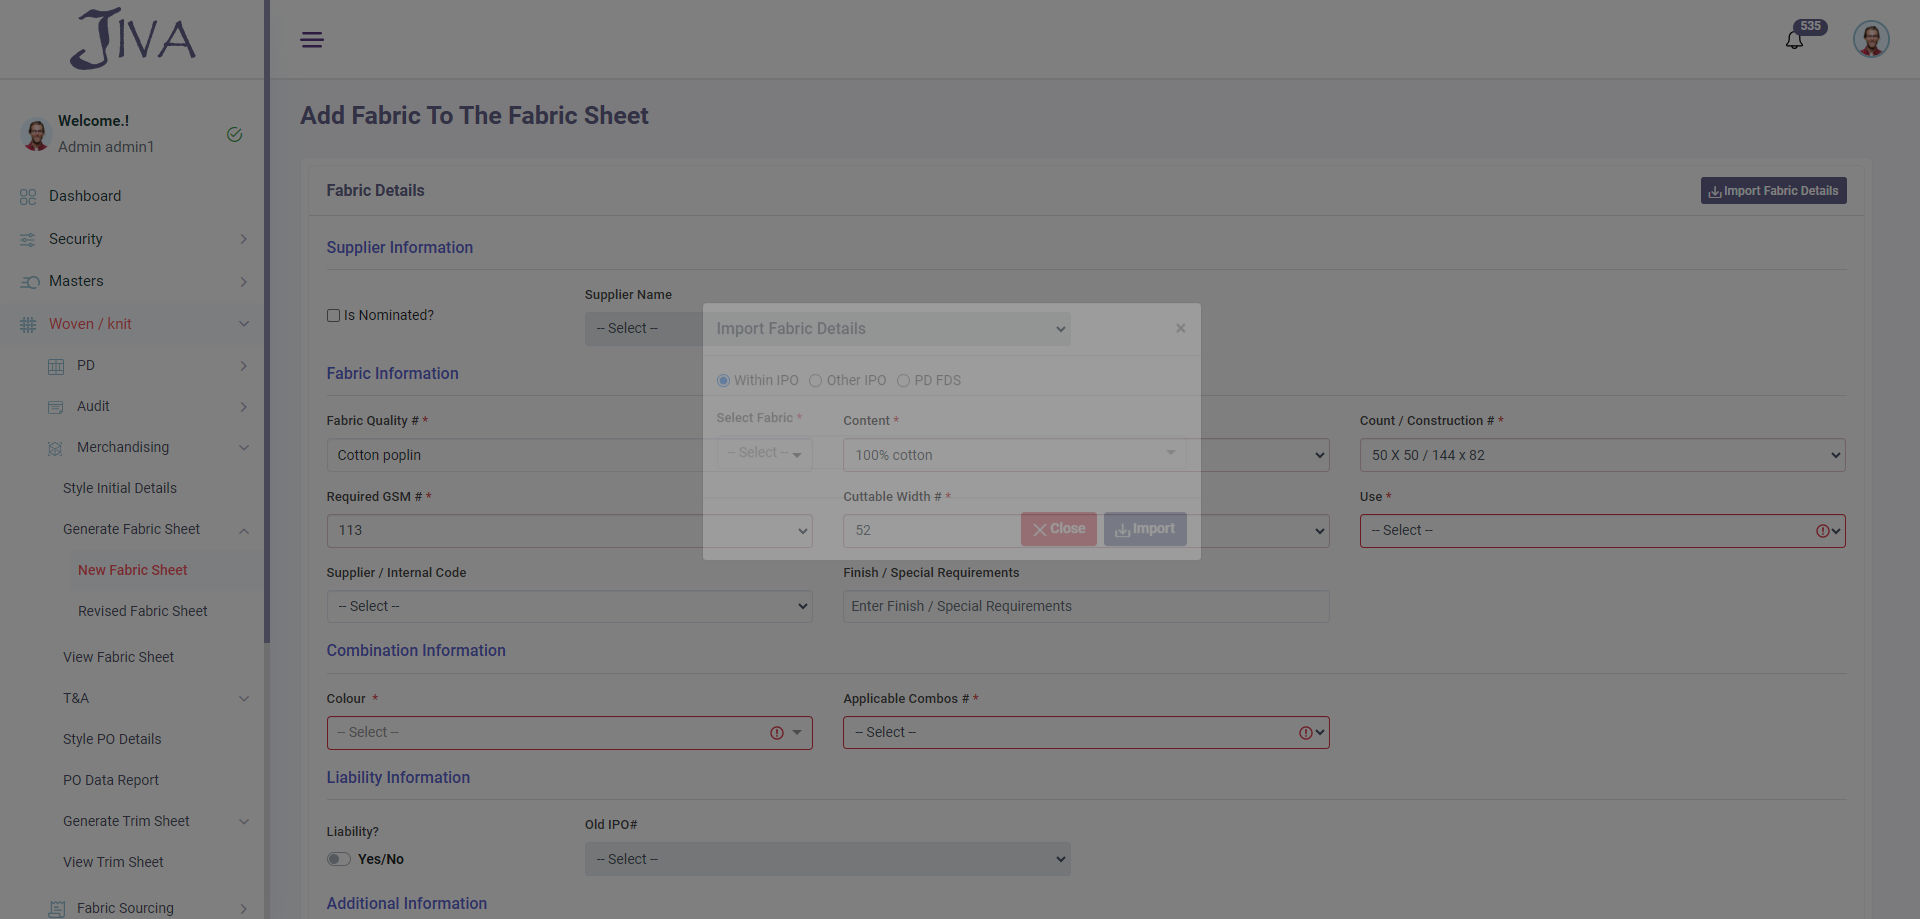 JIVA
535
Welcome.!
Admin admin1
Dashboard
Security
Masters
Woven / knit
PD
Audit
Merchandising
Style Initial Details
Generate Fabric Sheet
New Fabric Sheet
Revised Fabric Sheet
View Fabric Sheet
T&A
Style PO Details
PO Data Report
Generate Trim Sheet
View Trim Sheet
Fabric Sourcing
Add Fabric To The Fabric Sheet
Fabric Details
Import Fabric Details
Supplier Information
Is Nominated?
Supplier Name
-- Select --
Import Fabric Details
×
Within IPO Other IPO PD FDS
Select Fabric *
-- Select --
Close Import
Fabric Information
Fabric Quality # *
Cotton poplin
Content *
100% cotton
Count / Construction # *
50 X 50 / 144 x 82
Required GSM # *
113
Cuttable Width # *
52
Use *
-- Select --
Supplier / Internal Code
-- Select --
Finish / Special Requirements
Enter Finish / Special Requirements
Combination Information
Colour *
-- Select --
Applicable Combos # *
-- Select --
Liability Information
Liability?
Yes/No
Old IPO#
-- Select --
Additional Information